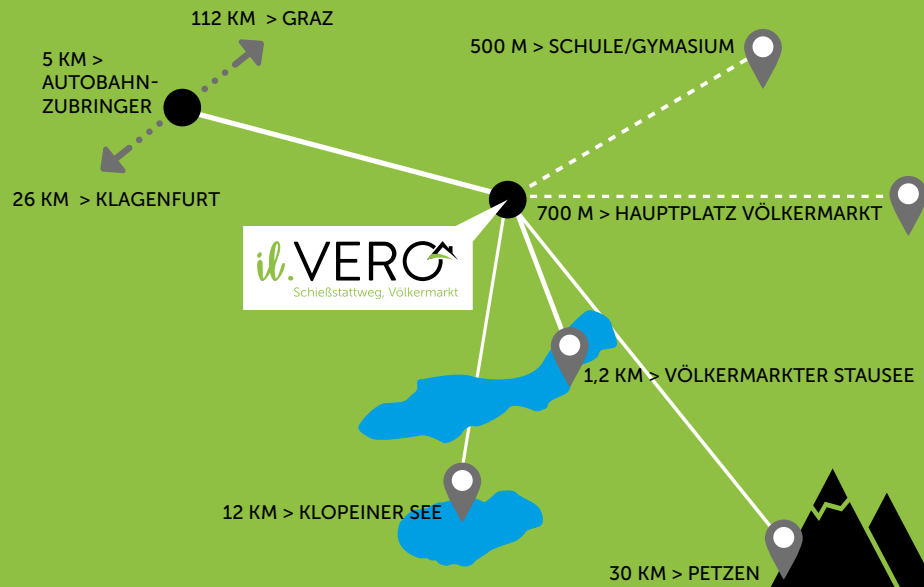 112 KM > GRAZ
5 KM >
AUTOBAHN-
ZUBRINGER
26 KM > KLAGENFURT
500 M > SCHULE/GYMASIUM
700 M > HAUPTPLATZ VÖLKERMARKT
il.VERO
Schießstattweg, Völkermarkt
1,2 KM > VÖLKERMARKTER STAUSEE
12 KM > KLOPEINER SEE
30 KM > PETZEN